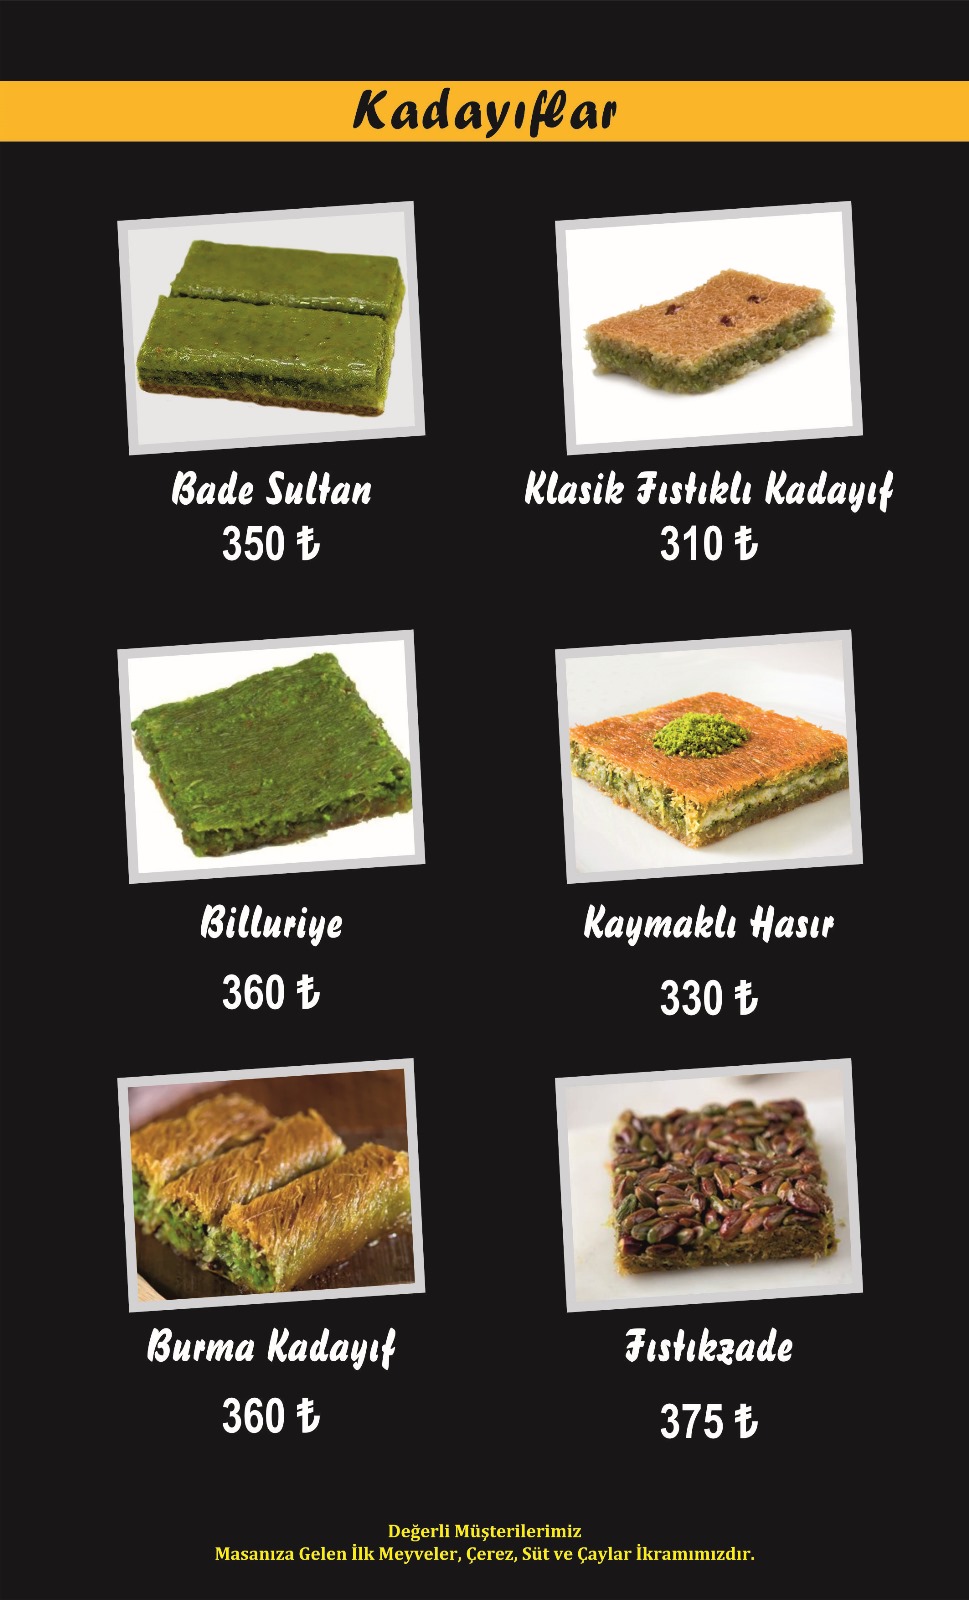 Kadayıflar
Bade Sultan
350 ₺
Klasik Fıstıklı Kadayıf
310 ₺
Billuriye
360 ₺
Kaymaklı Hasır
330 ₺
Burma Kadayıf
360 ₺
Fıstıkzade
375 ₺
Değerli Müşterilerimiz
Masanıza Gelen İlk Meyveler, Çerez, Süt ve Çaylar İkramımızdır.